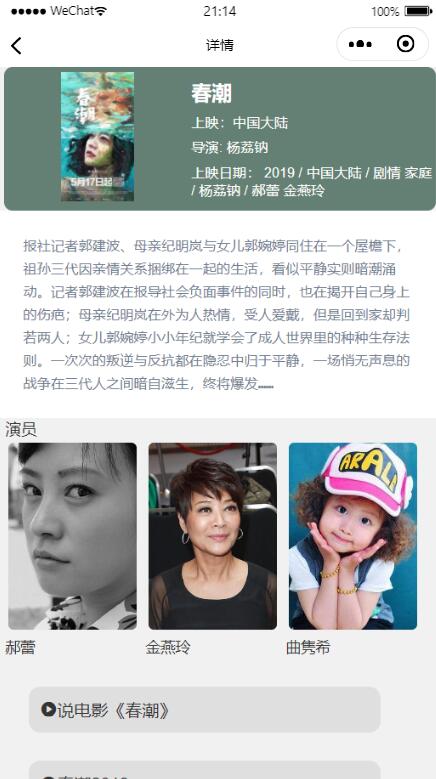 WeChat 21:14 100%
详情
春潮
5月17日起
春潮
上映：中国大陆
导演: 杨荔钠
上映日期： 2019 / 中国大陆 / 剧情 家庭
/ 杨荔钠 / 郝蕾 金燕玲
报社记者郭建波、母亲纪明岚与女儿郭婉婷同住在一个屋檐下，
祖孙三代因亲情关系捆绑在一起的生活，看似平静实则暗潮涌
动。记者郭建波在报导社会负面事件的同时，也在揭开自己身上
的伤疤；母亲纪明岚在外为人热情，受人爱戴，但是回到家却判
若两人；女儿郭婉婷小小年纪就学会了成人世界里的种种生存法
则。一次次的叛逆与反抗都在隐忍中归于平静，一场悄无声息的
战争在三代人之间暗自滋生，终将爆发……
演员
ARALE
郝蕾
金燕玲
曲隽希
说电影《春潮》